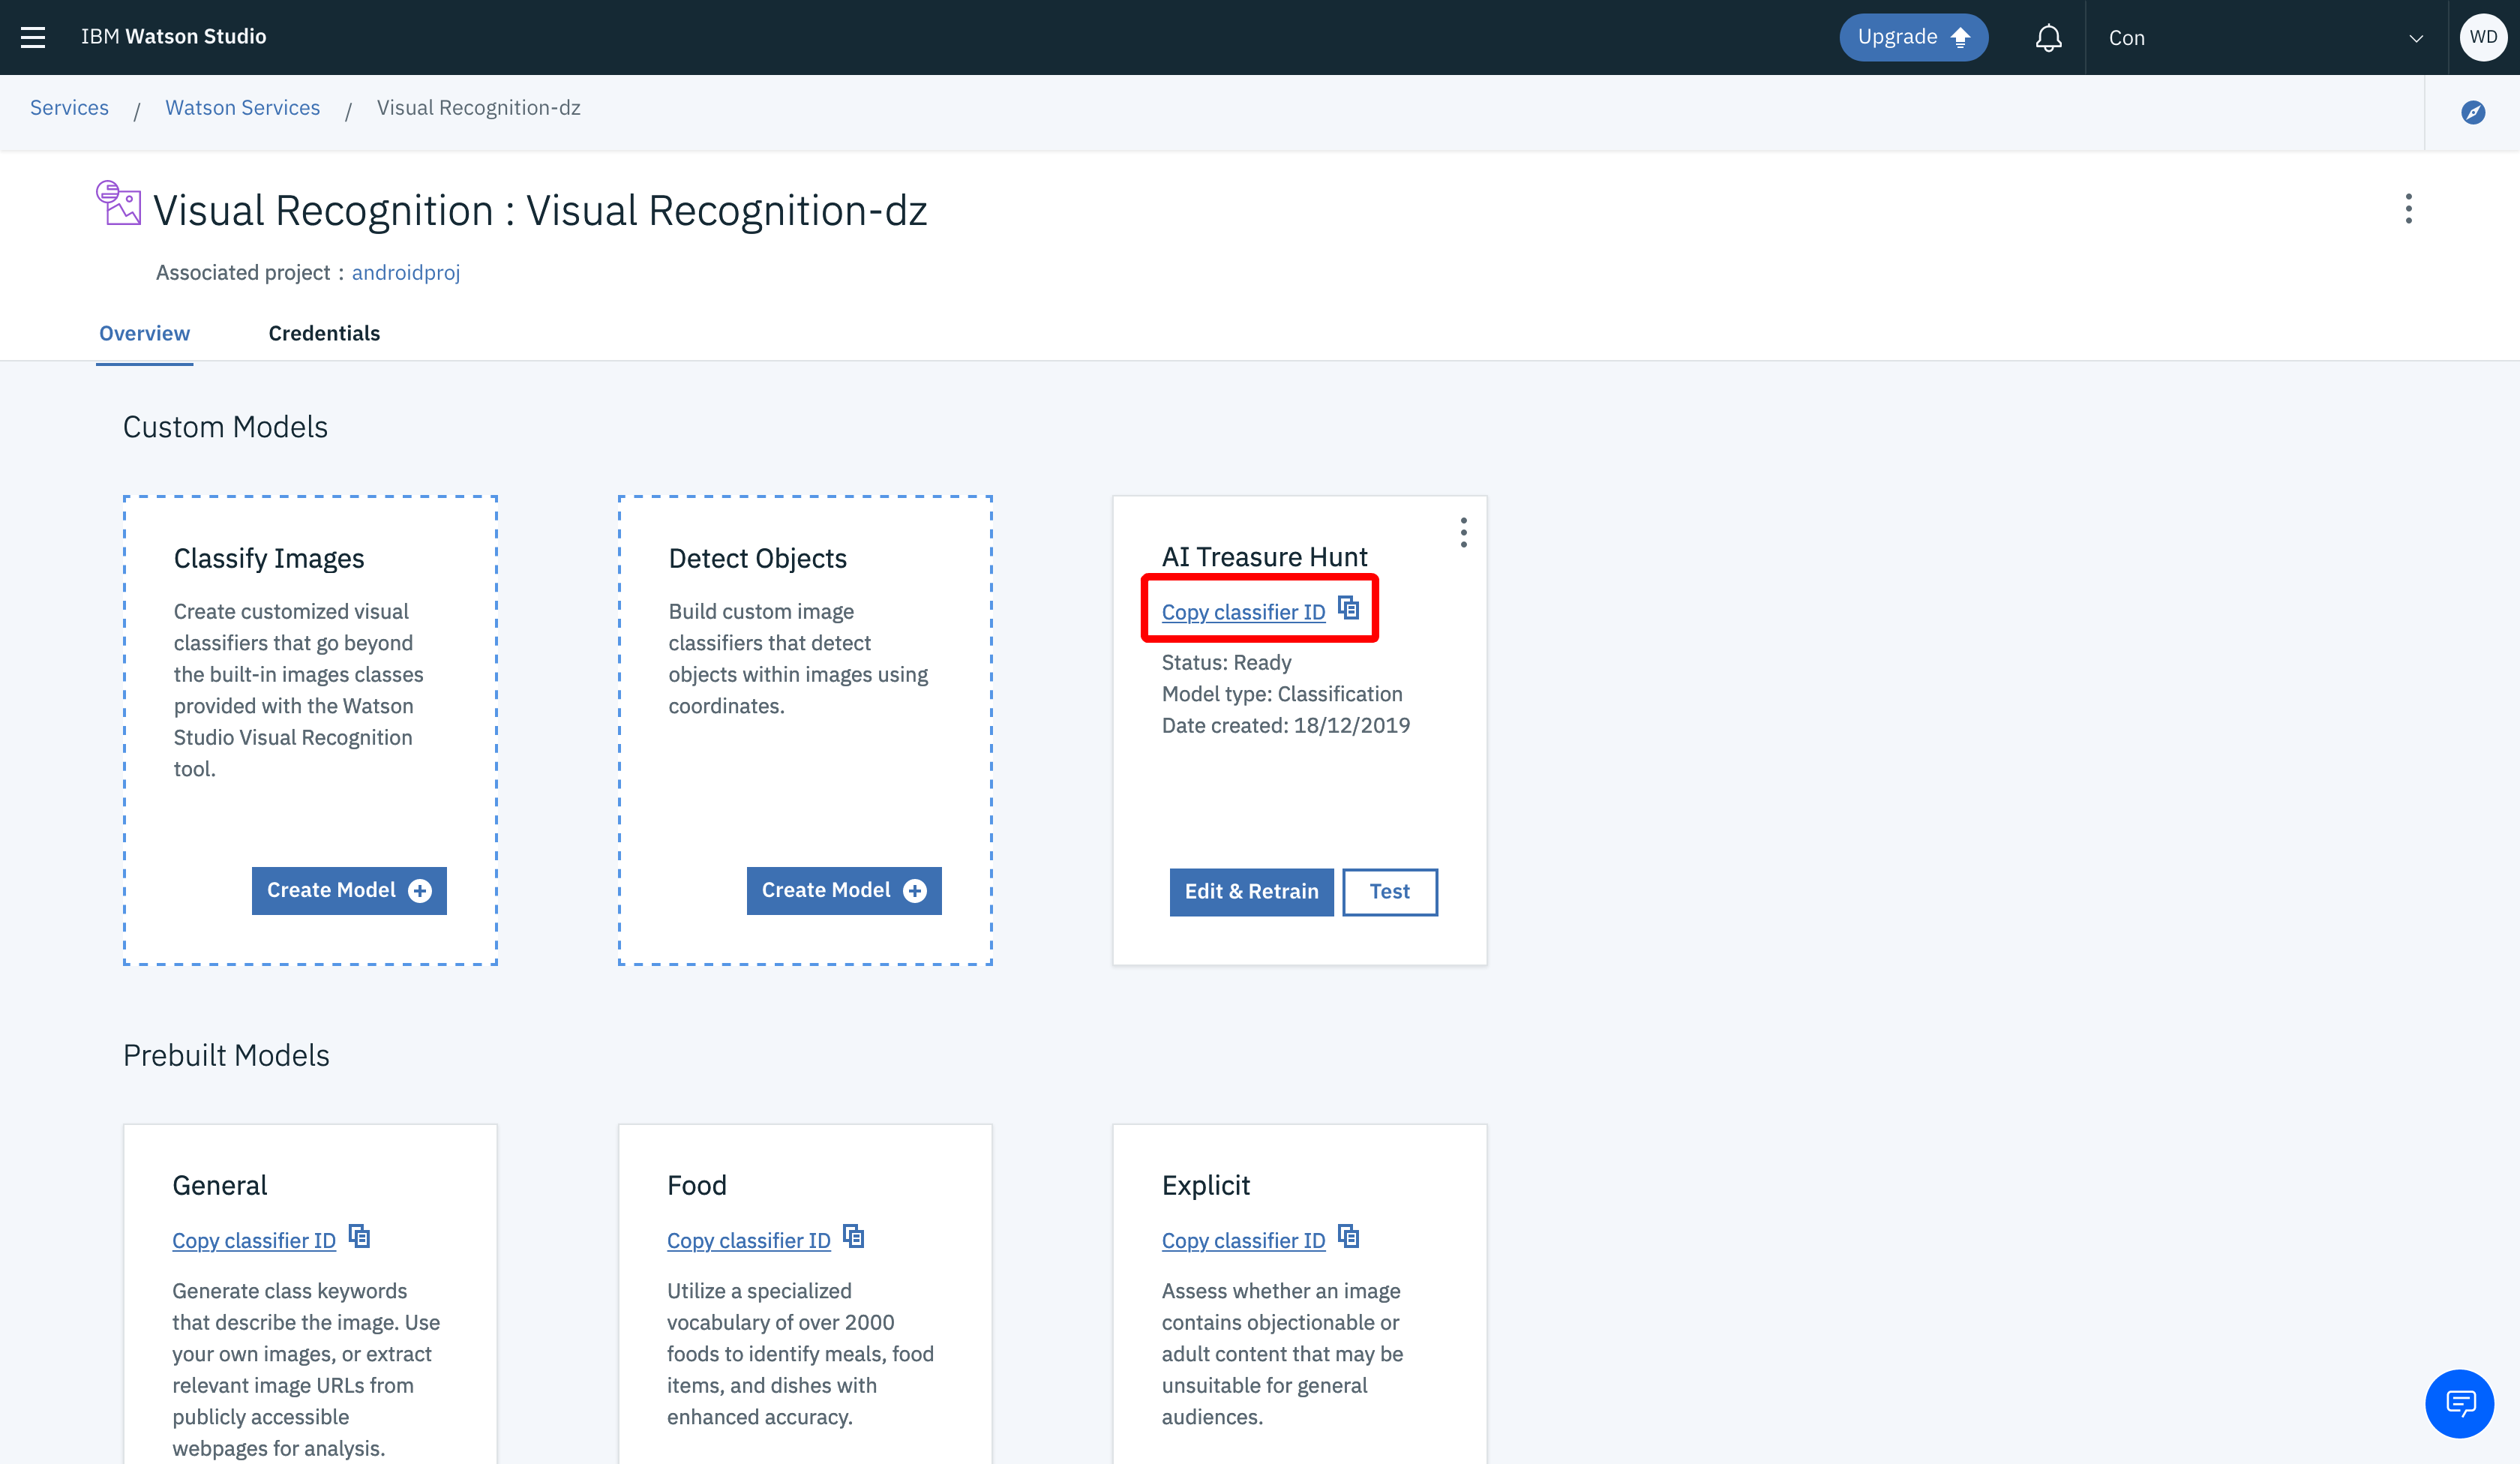 IBM Watson Studio
Upgrade
Con
WD
Services / Watson Services / Visual Recognition-dz
Visual Recognition : Visual Recognition-dz
Associated project : androidproj
Overview
Credentials
Custom Models
Classify Images
Create customized visual
classifiers that go beyond
the built-in images classes
provided with the Watson
Studio Visual Recognition
tool.
Create Model
Detect Objects
Build custom image
classifiers that detect
objects within images using
coordinates.
Create Model
AI Treasure Hunt
Copy classifier ID
Status: Ready
Model type: Classification
Date created: 18/12/2019
Edit & Retrain
Test
Prebuilt Models
General
Copy classifier ID
Generate class keywords
that describe the image. Use
your own images, or extract
relevant image URLs from
publicly accessible
webpages for analysis.
Food
Copy classifier ID
Utilize a specialized
vocabulary of over 2000
foods to identify meals, food
items, and dishes with
enhanced accuracy.
Explicit
Copy classifier ID
Assess whether an image
contains objectionable or
adult content that may be
unsuitable for general
audiences.